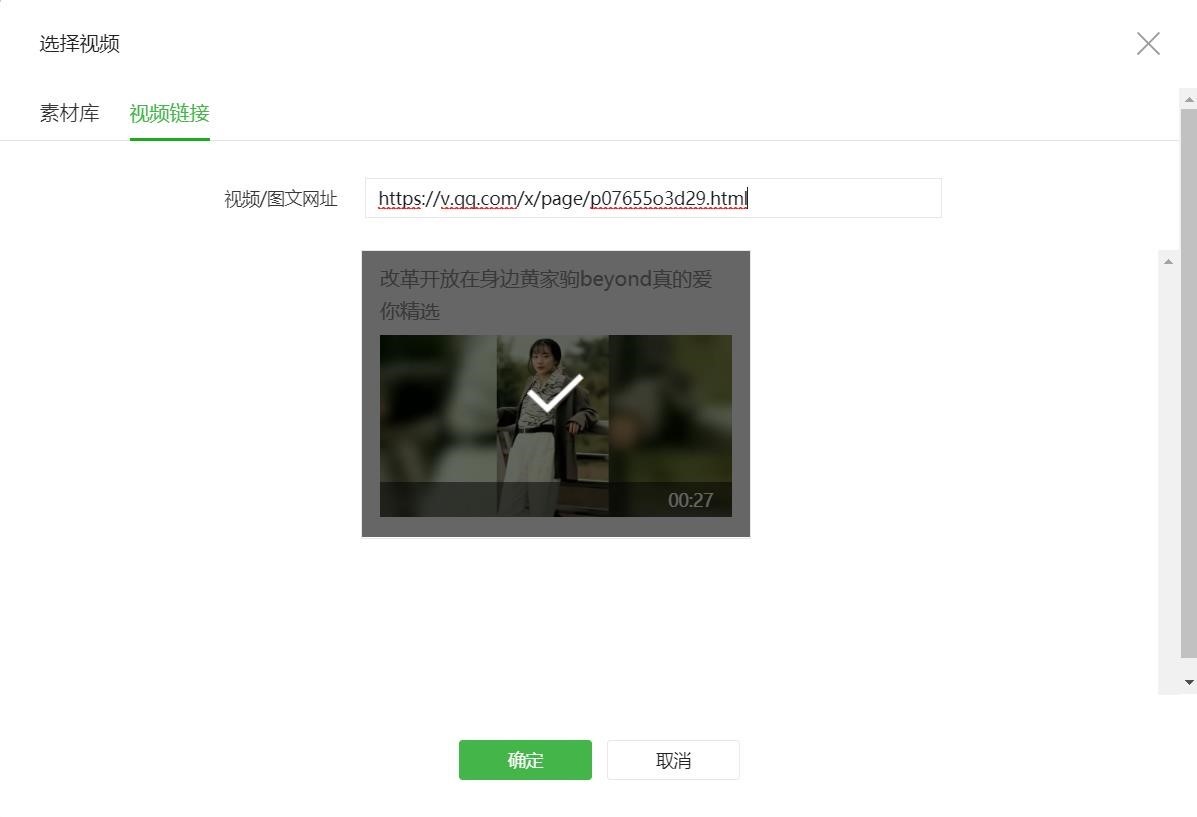 选择视频
素材库 视频链接
视频/图文网址 https://v.qq.com/x/page/p07655o3d29.html
改革开放在身边黄家驹beyond真的爱
你精选
00:27
确定 取消